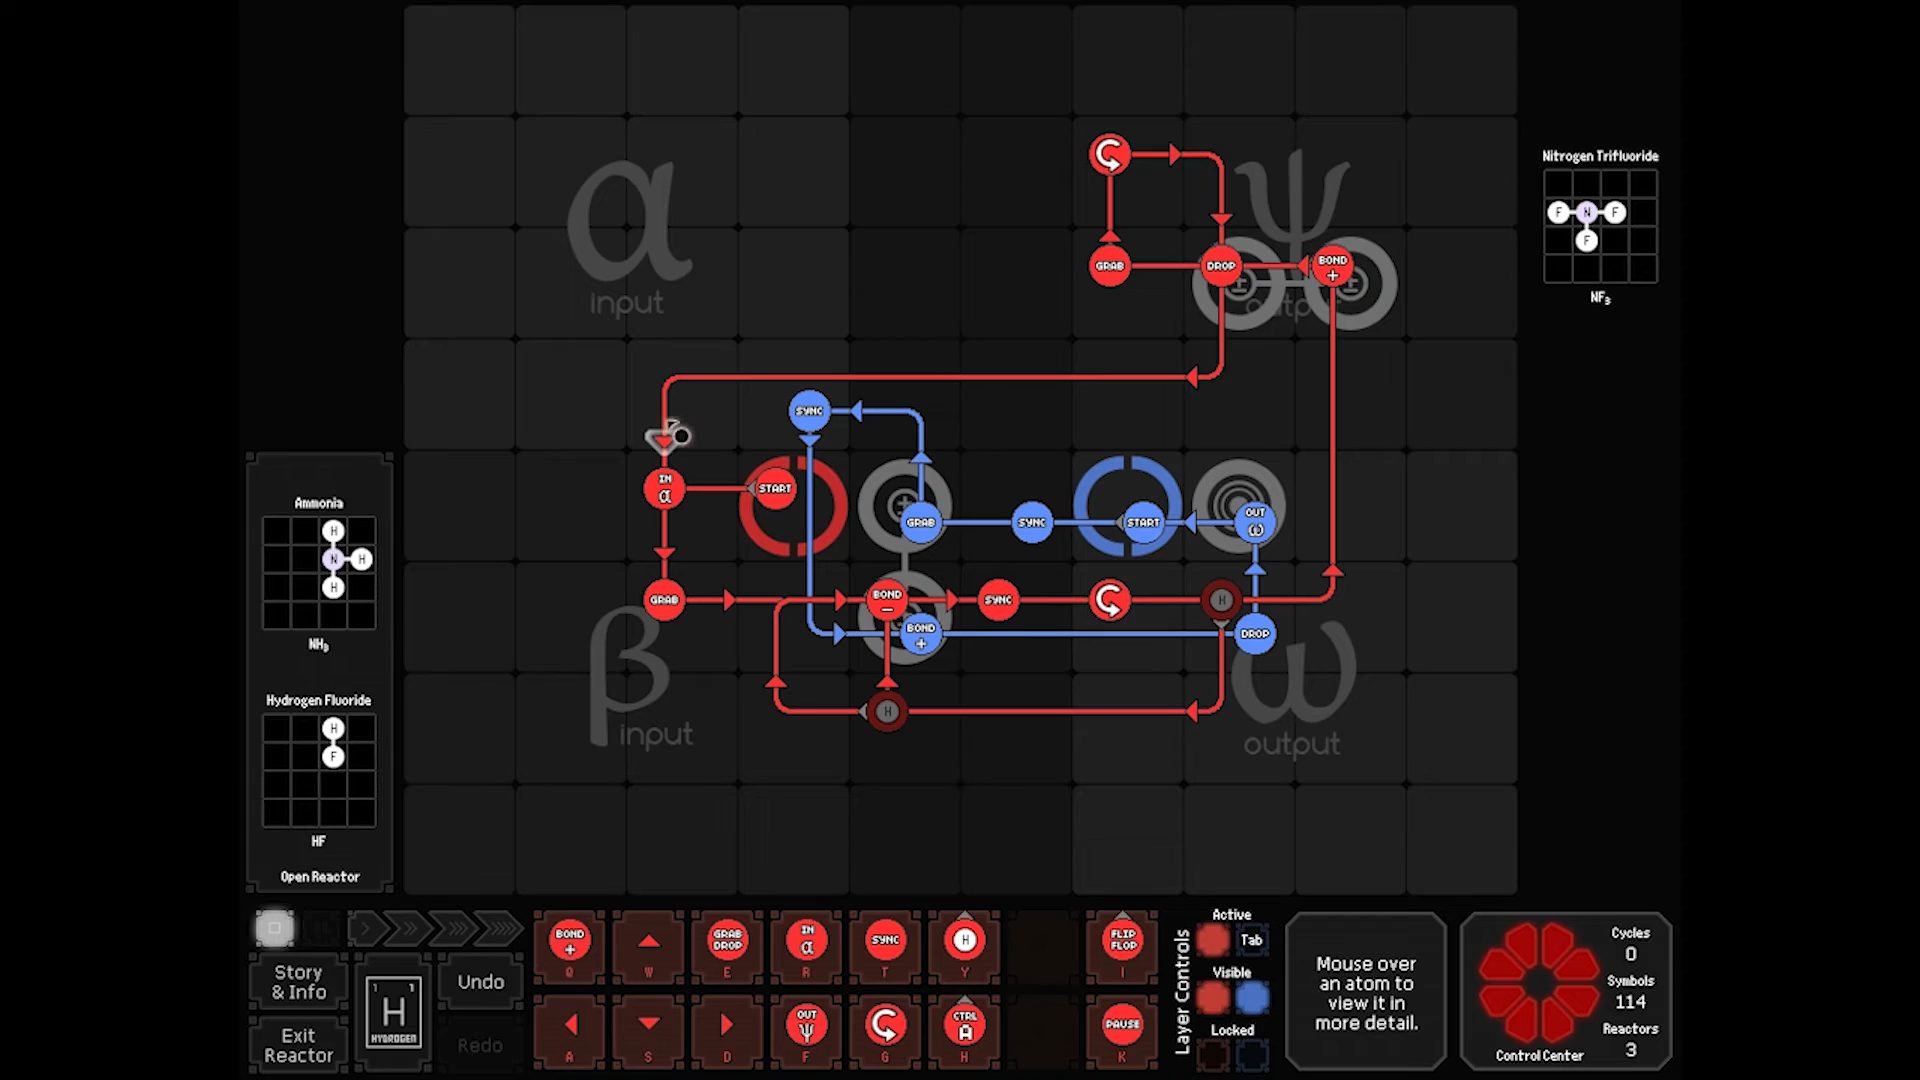 α
input
ψ
output
β
input
ω
output
GRAB
DROP
BOND
+
SYNC
IN
α
START
GRAB
SYNC
START
OUT
ω
GRAB
BOND
–
SYNC
H
BOND
+
DROP
H
Nitrogen Trifluoride
F N F
F
NF3
Ammonia
H
N H
H
NH3
Hydrogen Fluoride
H
F
HF
Open Reactor
Story
& Info
Exit
Reactor
1 1
H
HYDROGEN
Undo
Redo
BOND
+
Q
W
GRAB
DROP
E
IN
α
R
SYNC
T
H
Y
FLIP
FLOP
I
A
S
D
OUT
ψ
F
G
CTRL
A
H
PAUSE
K
Layer Controls
Active
Tab
Visible
Locked
Mouse over
an atom to
view it in
more detail.
Control Center
Cycles
0
Symbols
114
Reactors
3